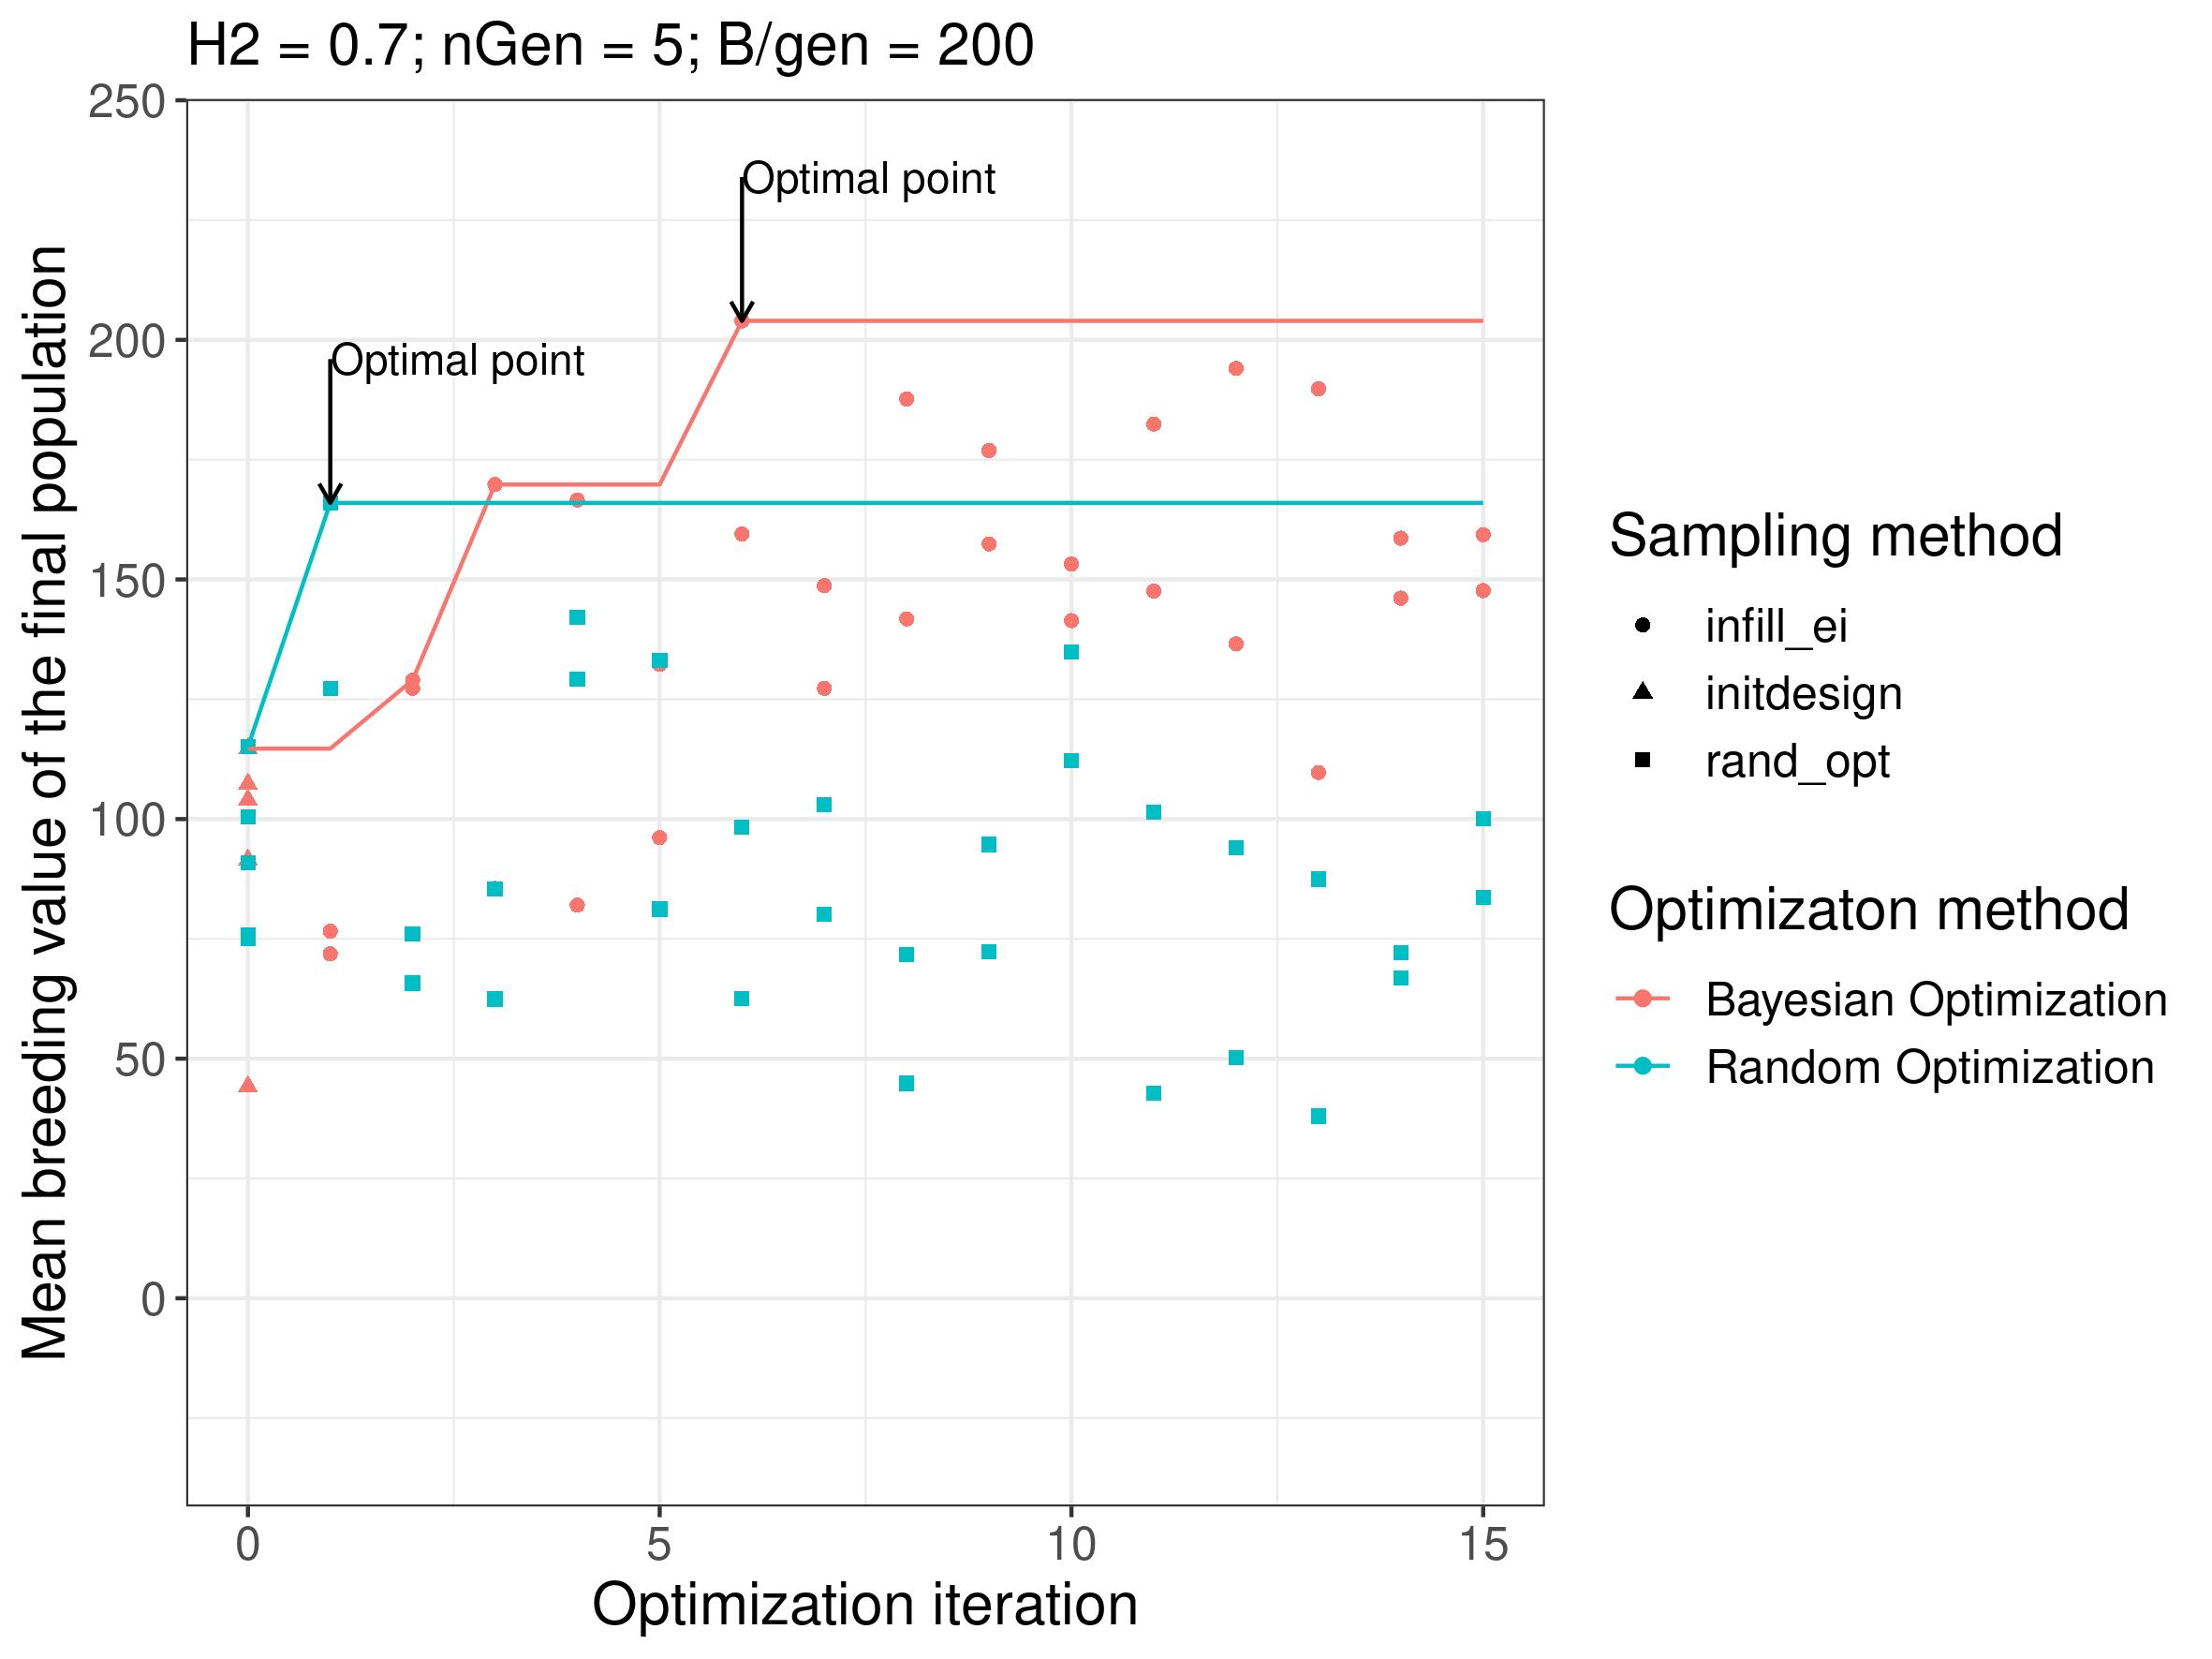 H2 = 0.7; nGen = 5; B/gen = 200
Mean breeding value of the final population
250
200
150
100
50
0
Optimal point
Optimal point
0
5
10
15
Optimization iteration
Sampling method
infill_ei
initdesign
rand_opt
Optimizaton method
Bayesian Optimization
Random Optimization